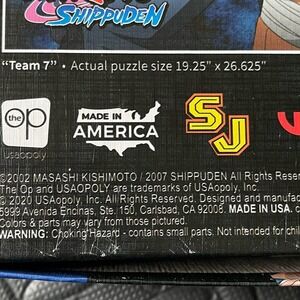 SHIPPUDEN
"Team 7" • Actual puzzle size 19.25" x 26.625"
the op
usaopoly
MADE IN
AMERICA
SJ
©2002 MASASHI KISHIMOTO / 2007 SHIPPUDEN All Rights
The Op and USAOPOLY are trademarks of USAopoly, Inc.
© 2020 USAopoly, Inc. All Rights Reserved. Designed and
5999 Avenida Encinas, Ste. 150, Carlsbad, CA 92008. MADE IN USA.
Colors & parts may vary from those pictured.
WARNING: Choking Hazard - contains small parts. Not intended for